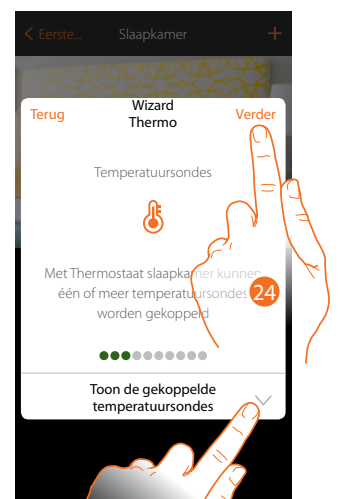 < Eerste... Slaapkamer +
Terug Wizard Thermo Verder
Temperatuursondes
Met Thermostaat slaapkamer kunnen
één of meer temperatuursondes
worden gekoppeld
24
Toon de gekoppelde
temperatuursondes